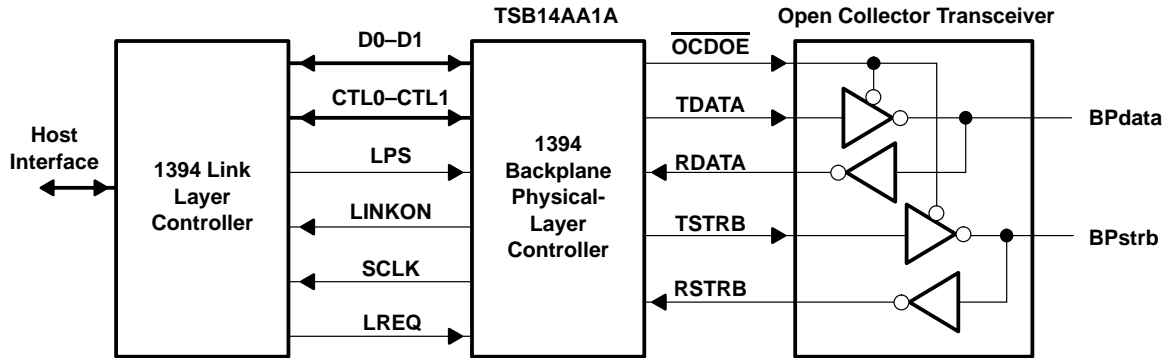 TSB14AA1A
Open Collector Transceiver
D0–D1
OCDOE
CTL0–CTL1
TDATA
BPdata
Host
Interface
1394 Link
Layer
Controller
LPS
1394
Backplane
Physical-
Layer
Controller
RDATA
LINKON
TSTRB
BPstrb
SCLK
RSTRB
LREQ